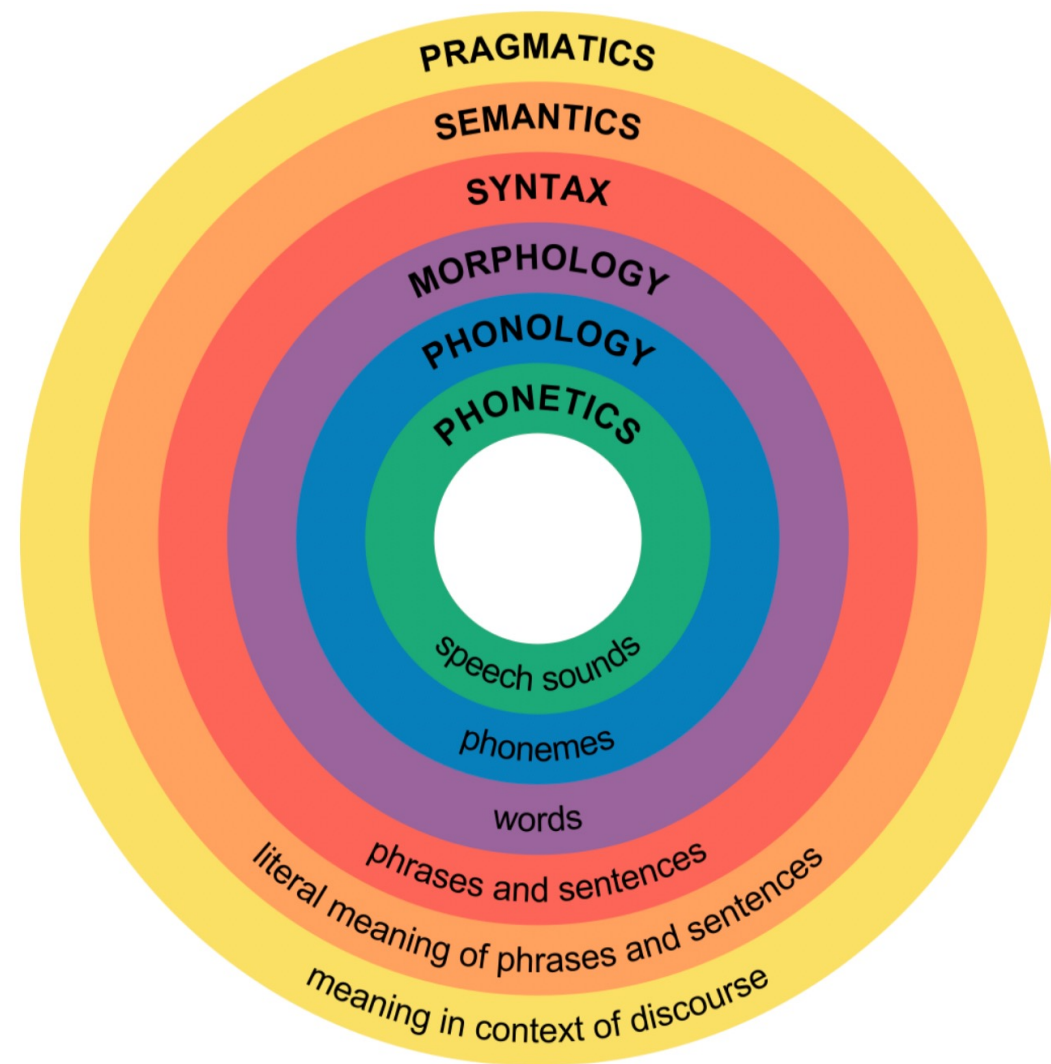 PRAGMATICS
SEMANTICS
SYNTAX
MORPHOLOGY
PHONOLOGY
PHONETICS
speech sounds
phonemes
words
phrases and sentences
literal meaning of phrases and sentences
meaning in context of discourse